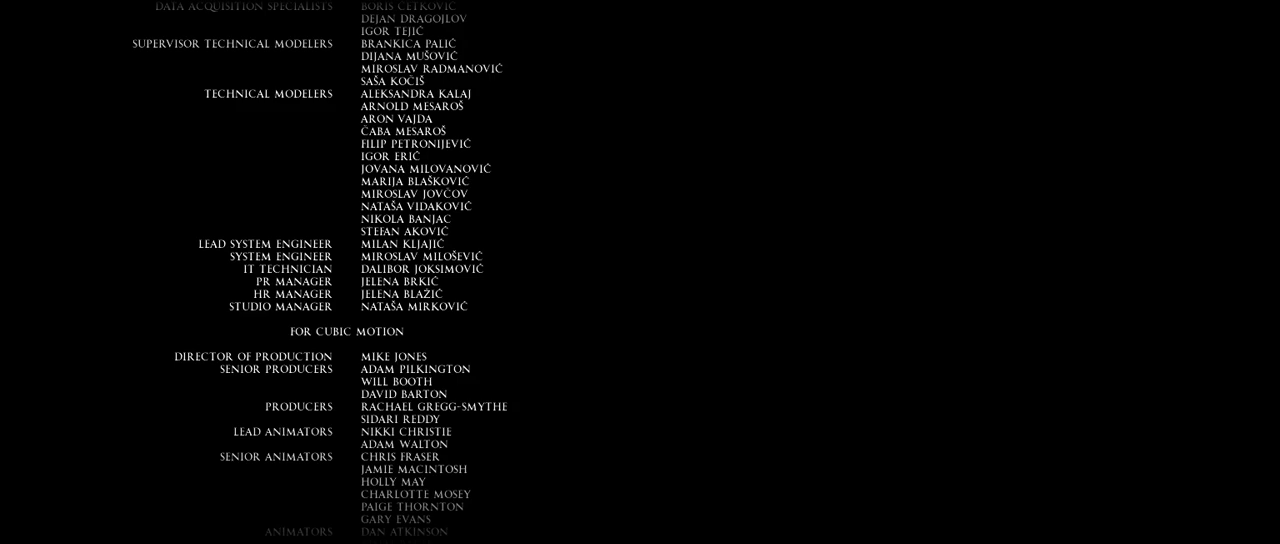 DATA ACQUISITION SPECIALISTS BORIS ĆETKOVIĆ
DEJAN DRAGOJLOV
IGOR TEJIĆ
SUPERVISOR TECHNICAL MODELERS BRANKICA PALIĆ
DIJANA MUŠOVIĆ
MIROSLAV RADMANOVIĆ
SAŠA KOČIŠ
TECHNICAL MODELERS ALEKSANDRA KALAJ
ARNOLD MESAROŠ
ARON VAJDA
ČABA MESAROŠ
FILIP PETRONIJEVIĆ
IGOR ERIĆ
JOVANA MILOVANOVIĆ
MARIJA BLAŠKOVIĆ
MIROSLAV JOVČOV
NATAŠA VIDAKOVIĆ
NIKOLA BANJAC
STEFAN AKOVIĆ
LEAD SYSTEM ENGINEER MILAN KLJAJIĆ
SYSTEM ENGINEER MIROSLAV MILOŠEVIĆ
IT TECHNICIAN DALIBOR JOKSIMOVIĆ
PR MANAGER JELENA BRKIĆ
HR MANAGER JELENA BLAŽIĆ
STUDIO MANAGER NATAŠA MIRKOVIĆ
FOR CUBIC MOTION
DIRECTOR OF PRODUCTION MIKE JONES
SENIOR PRODUCERS ADAM PILKINGTON
WILL BOOTH
DAVID BARTON
PRODUCERS RACHAEL GREGG-SMYTHE
SIDARI REDDY
LEAD ANIMATORS NIKKI CHRISTIE
ADAM WALTON
SENIOR ANIMATORS CHRIS FRASER
JAMIE MACINTOSH
HOLLY MAY
CHARLOTTE MOSEY
PAIGE THORNTON
GARY EVANS
ANIMATORS DAN ATKINSON